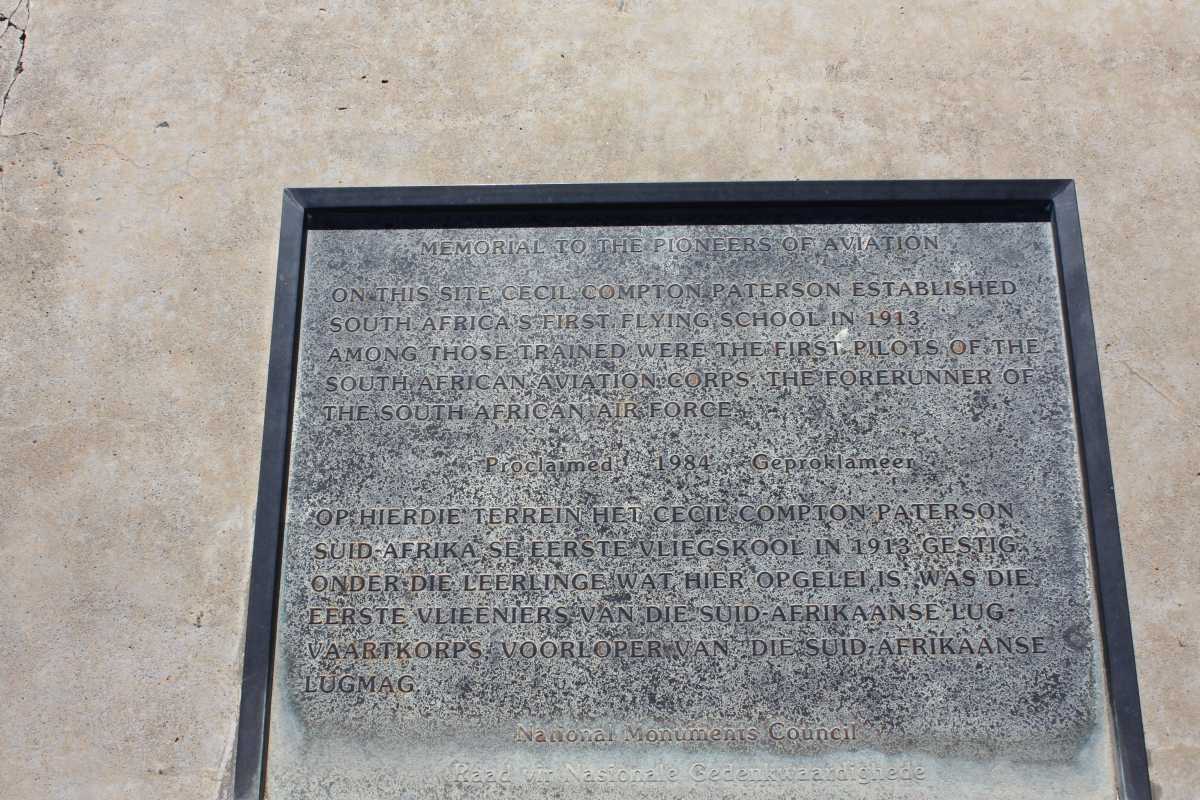 MEMORIAL TO THE PIONEERS OF AVIATION
ON THIS SITE CECIL COMPTON PATERSON ESTABLISHED
SOUTH AFRICA'S FIRST FLYING SCHOOL IN 1913.
AMONG THOSE TRAINED WERE THE FIRST PILOTS OF THE
SOUTH AFRICAN AVIATION CORPS, THE FORERUNNER OF
THE SOUTH AFRICAN AIR FORCE.
Proclaimed 1984 Geproklameer
OP HIERDIE TERREIN HET CECIL COMPTON PATERSON
SUID-AFRIKA SE EERSTE VLIEGSKOOL IN 1913 GESTIG.
ONDER DIE LEERLINGE WAT HIER OPGELEI IS, WAS DIE
EERSTE VLIEËNIERS VAN DIE SUID-AFRIKAANSE LUG-
VAARTKORPS, VOORLOPER VAN DIE SUID-AFRIKAANSE
LUGMAG.
National Monuments Council
Raad vir Nasionale Gedenkwaardighede